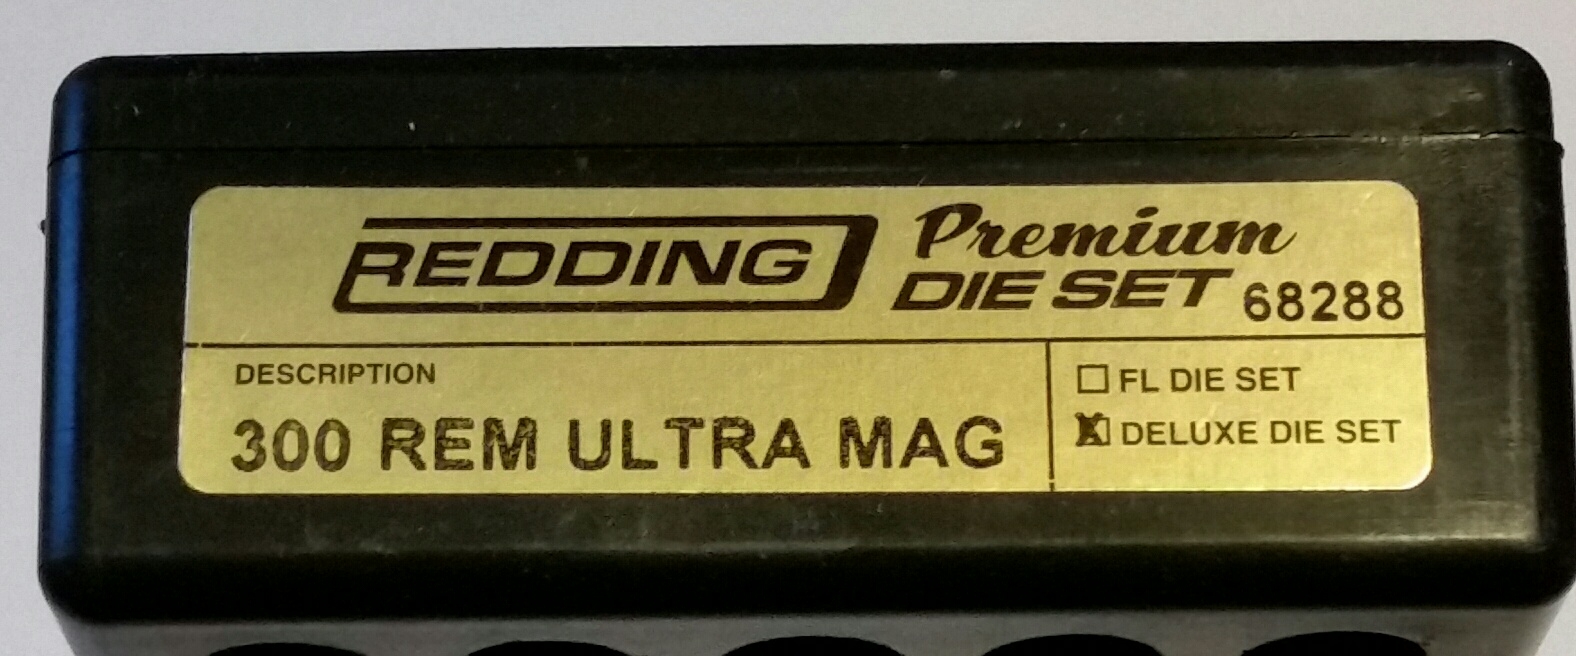 REDDING Premium
DIE SET 68288
DESCRIPTION
300 REM ULTRA MAG
FL DIE SET
DELUXE DIE SET